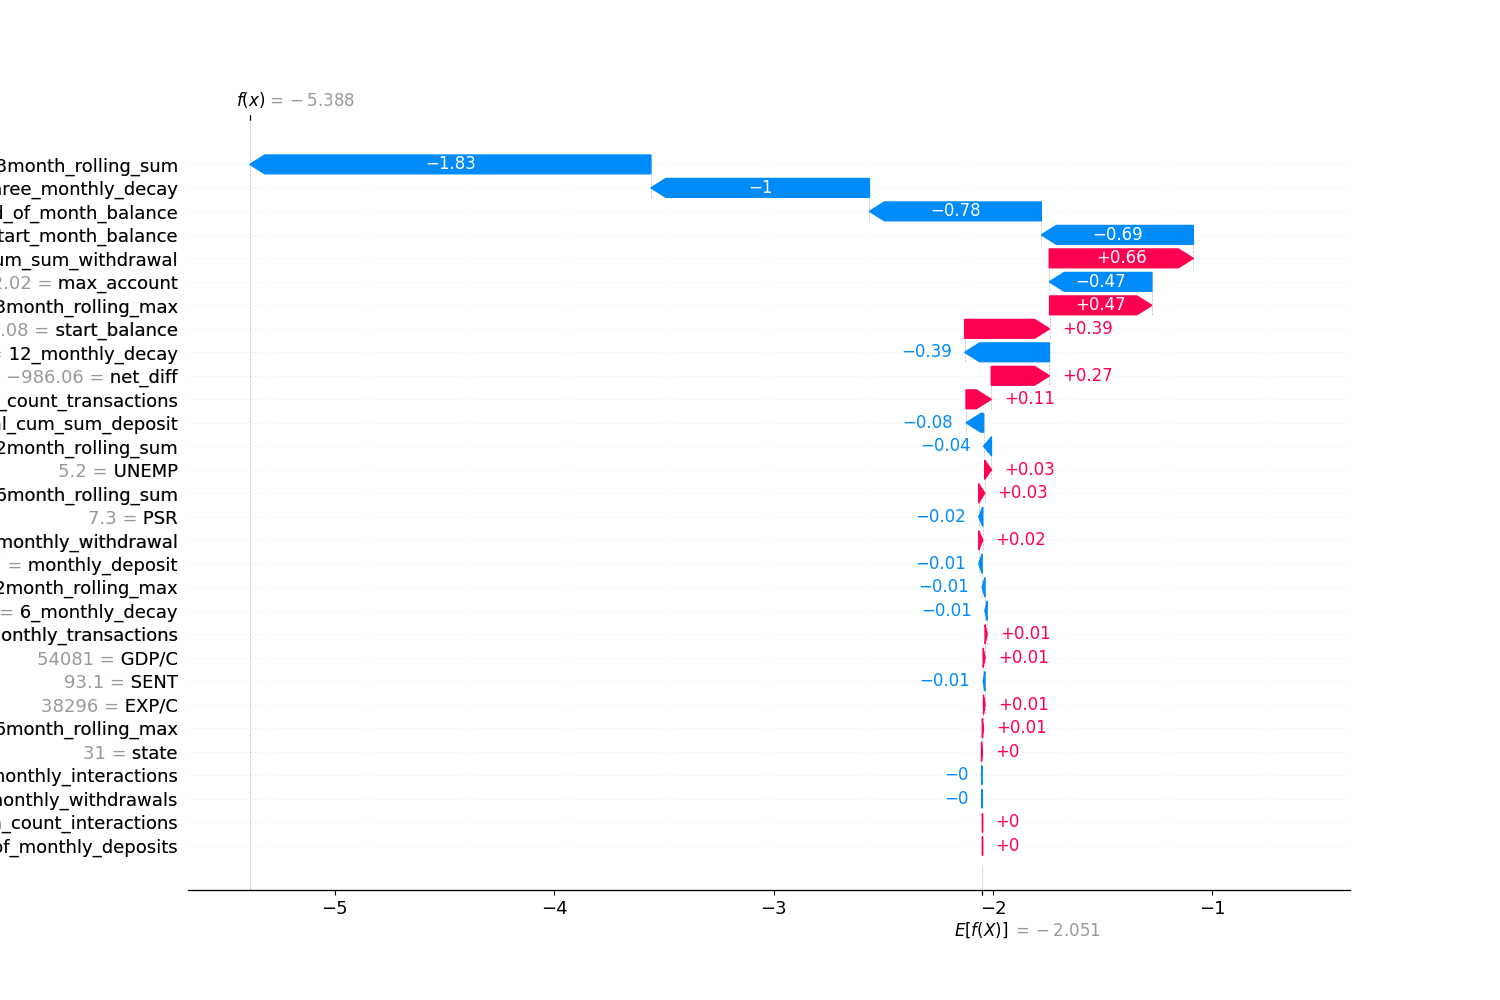 f(x) = −5.388
3month_rolling_sum −1.83
ree_monthly_decay −1
d_of_month_balance −0.78
tart_month_balance −0.69
um_sum_withdrawal +0.66
2.02 = max_account −0.47
3month_rolling_max +0.47
.08 = start_balance +0.39
= 12_monthly_decay −0.39
−986.06 = net_diff +0.27
_count_transactions +0.11
l_cum_sum_deposit −0.08
2month_rolling_sum −0.04
5.2 = UNEMP +0.03
6month_rolling_sum +0.03
7.3 = PSR −0.02
monthly_withdrawal +0.02
= monthly_deposit −0.01
2month_rolling_max −0.01
= 6_monthly_decay −0.01
onthly_transactions +0.01
54081 = GDP/C +0.01
93.1 = SENT −0.01
38296 = EXP/C +0.01
6month_rolling_max +0.01
31 = state +0
monthly_interactions −0
monthly_withdrawals −0
_count_interactions +0
of_monthly_deposits +0
−5 −4 −3 −2 −1
E[f(X)] = −2.051